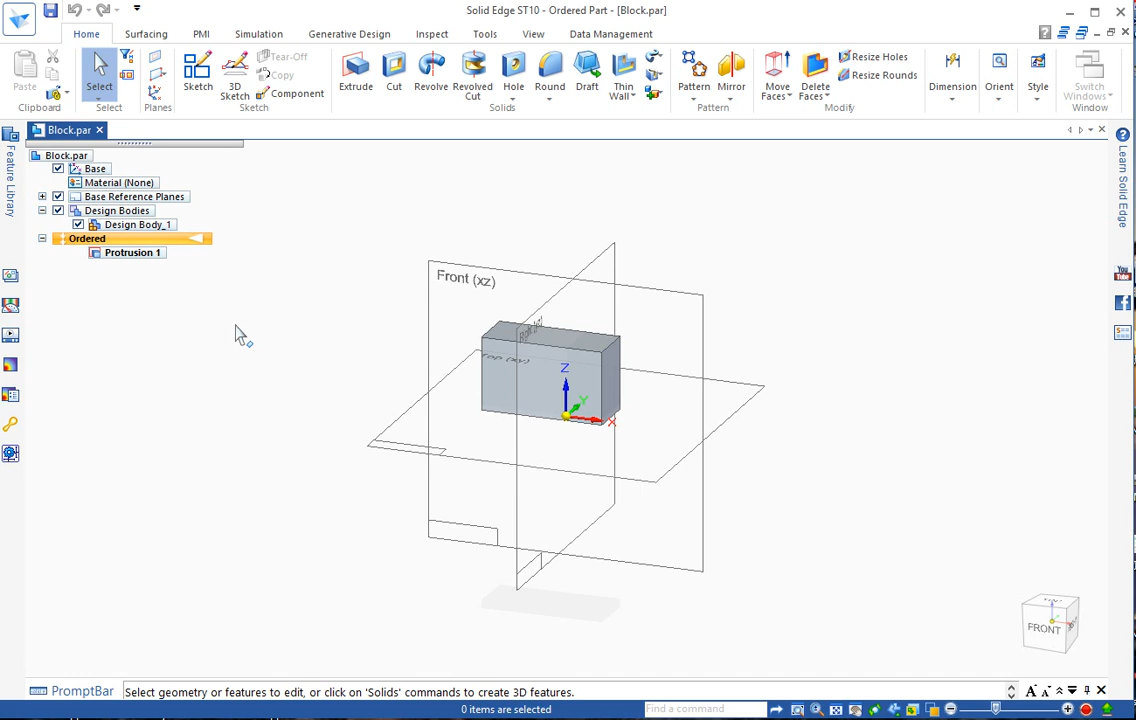 Solid Edge ST10 - Ordered Part - [Block.par]
Home
Surfacing
PMI
Simulation
Generative Design
Inspect
Tools
View
Data Management
Paste
Clipboard
Select
Select
Planes
Sketch
3D
Sketch
Tear-Off
Copy
Component
Sketch
Extrude
Cut
Revolve
Revolved
Cut
Hole
Round
Draft
Thin
Wall
Solids
Pattern
Mirror
Pattern
Move
Faces
Delete
Faces
Resize Holes
Resize Rounds
Modify
Dimension
Orient
Style
Switch
Windows
Window
Block.par
Feature Library
Learn Solid Edge
Block.par
Base
Material (None)
Base Reference Planes
Design Bodies
Design Body_1
Ordered
Protrusion 1
Front (xz)
Top (xy)
Z
Y
X
You
Tube
FRONT
PromptBar
Select geometry or features to edit, or click on 'Solids' commands to create 3D features.
0 items are selected
Find a command